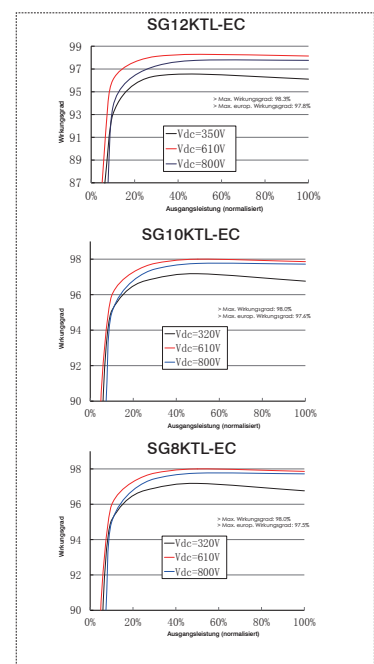 SG12KTL-EC
99
97
95
93
91
89
87
Wirkungsgrad
> Max. Wirkungsgrad: 98.3%
> Max. europ. Wirkungsgrad: 97.8%
Vdc=350V
Vdc=610V
Vdc=800V
0% 20% 40% 60% 80% 100%
Ausgangsleistung (normalisiert)
SG10KTL-EC
98
96
94
92
90
Wirkungsgrad
> Max. Wirkungsgrad: 98.0%
> Max. europ. Wirkungsgrad: 97.6%
Vdc=320V
Vdc=610V
Vdc=800V
0% 20% 40% 60% 80% 100%
Ausgangsleistung (normalisiert)
SG8KTL-EC
98
96
94
92
90
Wirkungsgrad
> Max. Wirkungsgrad: 98.0%
> Max. europ. Wirkungsgrad: 97.5%
Vdc=320V
Vdc=610V
Vdc=800V
0% 20% 40% 60% 80% 100%
Ausgangsleistung (normalisiert)